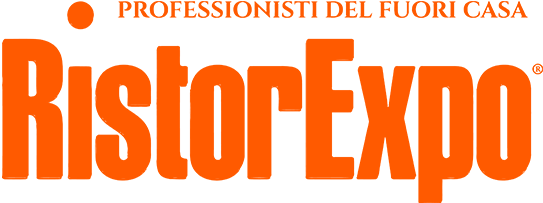 PROFESSIONISTI DEL FUORI CASA
RistorExpo®